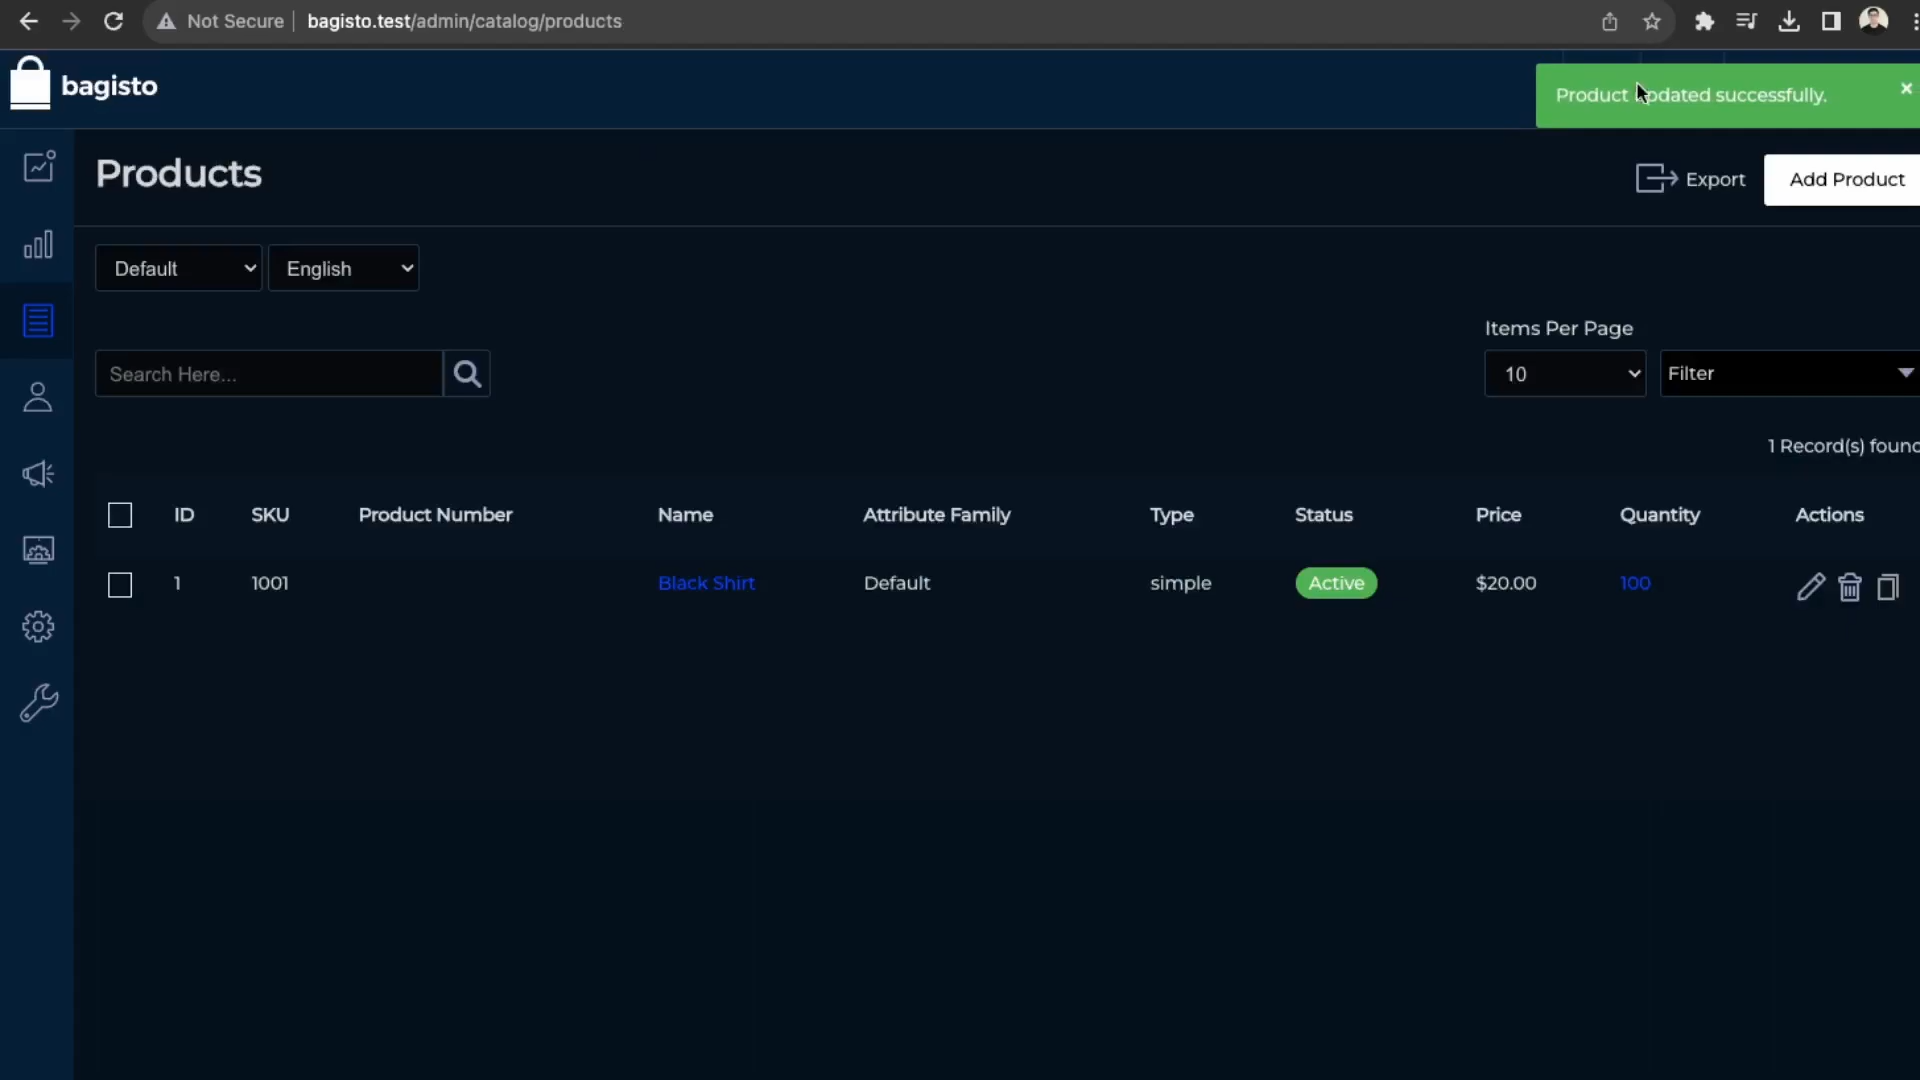 Not Secure
bagisto.test/admin/catalog/products
bagisto
Product updated successfully.
Products
Export
Add Product
Default
English
Items Per Page
Search Here...
10
Filter
1 Record(s) found
ID SKU Product Number Name Attribute Family Type Status Price Quantity Actions
1 1001 Black Shirt Default simple Active $20.00 100